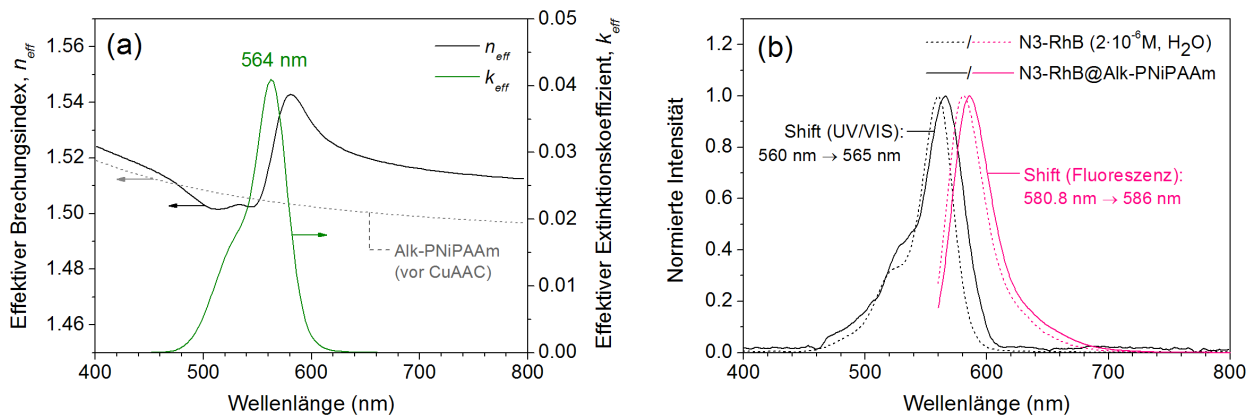 (a)
564 nm
n_eff
k_eff
Effektiver Brechungsindex, n_eff
1.56
1.54
1.52
1.50
1.48
1.46
Alk-PNiPAAm
(vor CuAAC)
0.05
0.04
0.03
0.02
0.01
0.00
Effektiver Extinktionskoeffizient, k_eff
400 500 600 700 800
Wellenlänge (nm)
(b)
/ N3-RhB (2·10⁻⁶M, H₂O)
/ N3-RhB@Alk-PNiPAAm
Normierte Intensität
1.2
1.0
0.8
0.6
0.4
0.2
0.0
Shift (UV/VIS):
560 nm → 565 nm
Shift (Fluoreszenz):
580.8 nm → 586 nm
400 500 600 700 800
Wellenlänge (nm)